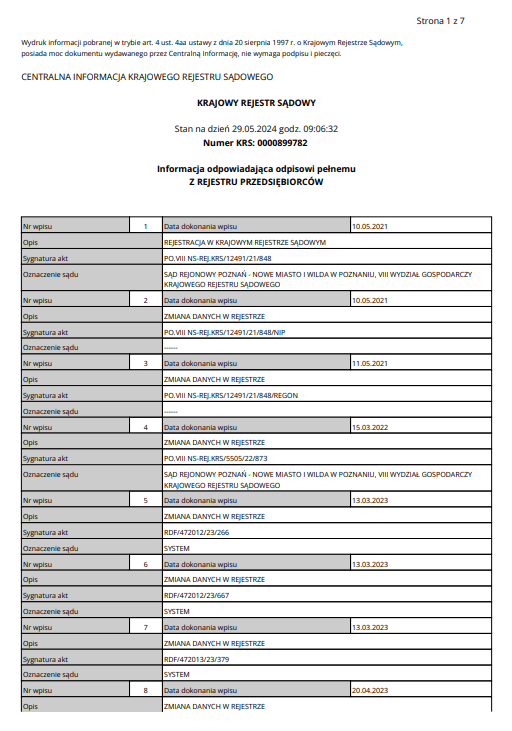 Strona 1 z 7
Wydruk informacji pobranej w trybie art. 4 ust. 4aa ustawy z dnia 20 sierpnia 1997 r. o Krajowym Rejestrze Sądowym,
posiada moc dokumentu wydawanego przez Centralną Informację, nie wymaga podpisu i pieczęci.
CENTRALNA INFORMACJA KRAJOWEGO REJESTRU SĄDOWEGO
KRAJOWY REJESTR SĄDOWY
Stan na dzień 29.05.2024 godz. 09:06:32
Numer KRS: 0000899782
Informacja odpowiadająca odpisowi pełnemu
Z REJESTRU PRZEDSIĘBIORCÓW
Nr wpisu 1 Data dokonania wpisu 10.05.2021
Opis REJESTRACJA W KRAJOWYM REJESTRZE SĄDOWYM
Sygnatura akt PO.VIII NS-REJ.KRS/12491/21/848
Oznaczenie sądu SĄD REJONOWY POZNAŃ - NOWE MIASTO I WILDA W POZNANIU, VIII WYDZIAŁ GOSPODARCZY
KRAJOWEGO REJESTRU SĄDOWEGO
Nr wpisu 2 Data dokonania wpisu 10.05.2021
Opis ZMIANA DANYCH W REJESTRZE
Sygnatura akt PO.VIII NS-REJ.KRS/12491/21/848/NIP
Oznaczenie sądu ------
Nr wpisu 3 Data dokonania wpisu 11.05.2021
Opis ZMIANA DANYCH W REJESTRZE
Sygnatura akt PO.VIII NS-REJ.KRS/12491/21/848/REGON
Oznaczenie sądu ------
Nr wpisu 4 Data dokonania wpisu 15.03.2022
Opis ZMIANA DANYCH W REJESTRZE
Sygnatura akt PO.VIII NS-REJ.KRS/5505/22/873
Oznaczenie sądu SĄD REJONOWY POZNAŃ - NOWE MIASTO I WILDA W POZNANIU, VIII WYDZIAŁ GOSPODARCZY
KRAJOWEGO REJESTRU SĄDOWEGO
Nr wpisu 5 Data dokonania wpisu 13.03.2023
Opis ZMIANA DANYCH W REJESTRZE
Sygnatura akt RDF/472012/23/266
Oznaczenie sądu SYSTEM
Nr wpisu 6 Data dokonania wpisu 13.03.2023
Opis ZMIANA DANYCH W REJESTRZE
Sygnatura akt RDF/472012/23/667
Oznaczenie sądu SYSTEM
Nr wpisu 7 Data dokonania wpisu 13.03.2023
Opis ZMIANA DANYCH W REJESTRZE
Sygnatura akt RDF/472013/23/379
Oznaczenie sądu SYSTEM
Nr wpisu 8 Data dokonania wpisu 20.04.2023
Opis ZMIANA DANYCH W REJESTRZE